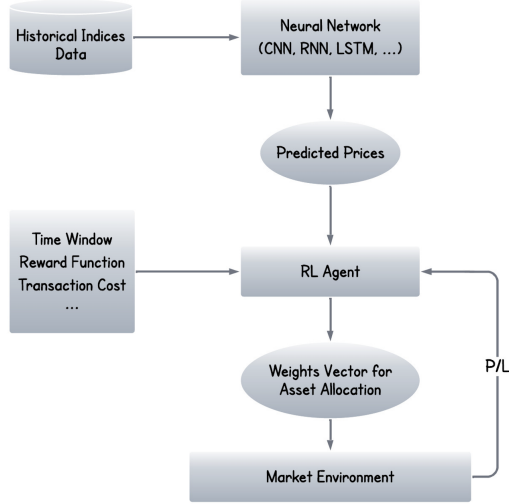 Historical Indices
Data
Neural Network
(CNN, RNN, LSTM, ...)
Predicted Prices
Time Window
Reward Function
Transaction Cost
...
RL Agent
Weights Vector for
Asset Allocation
P/L
Market Environment